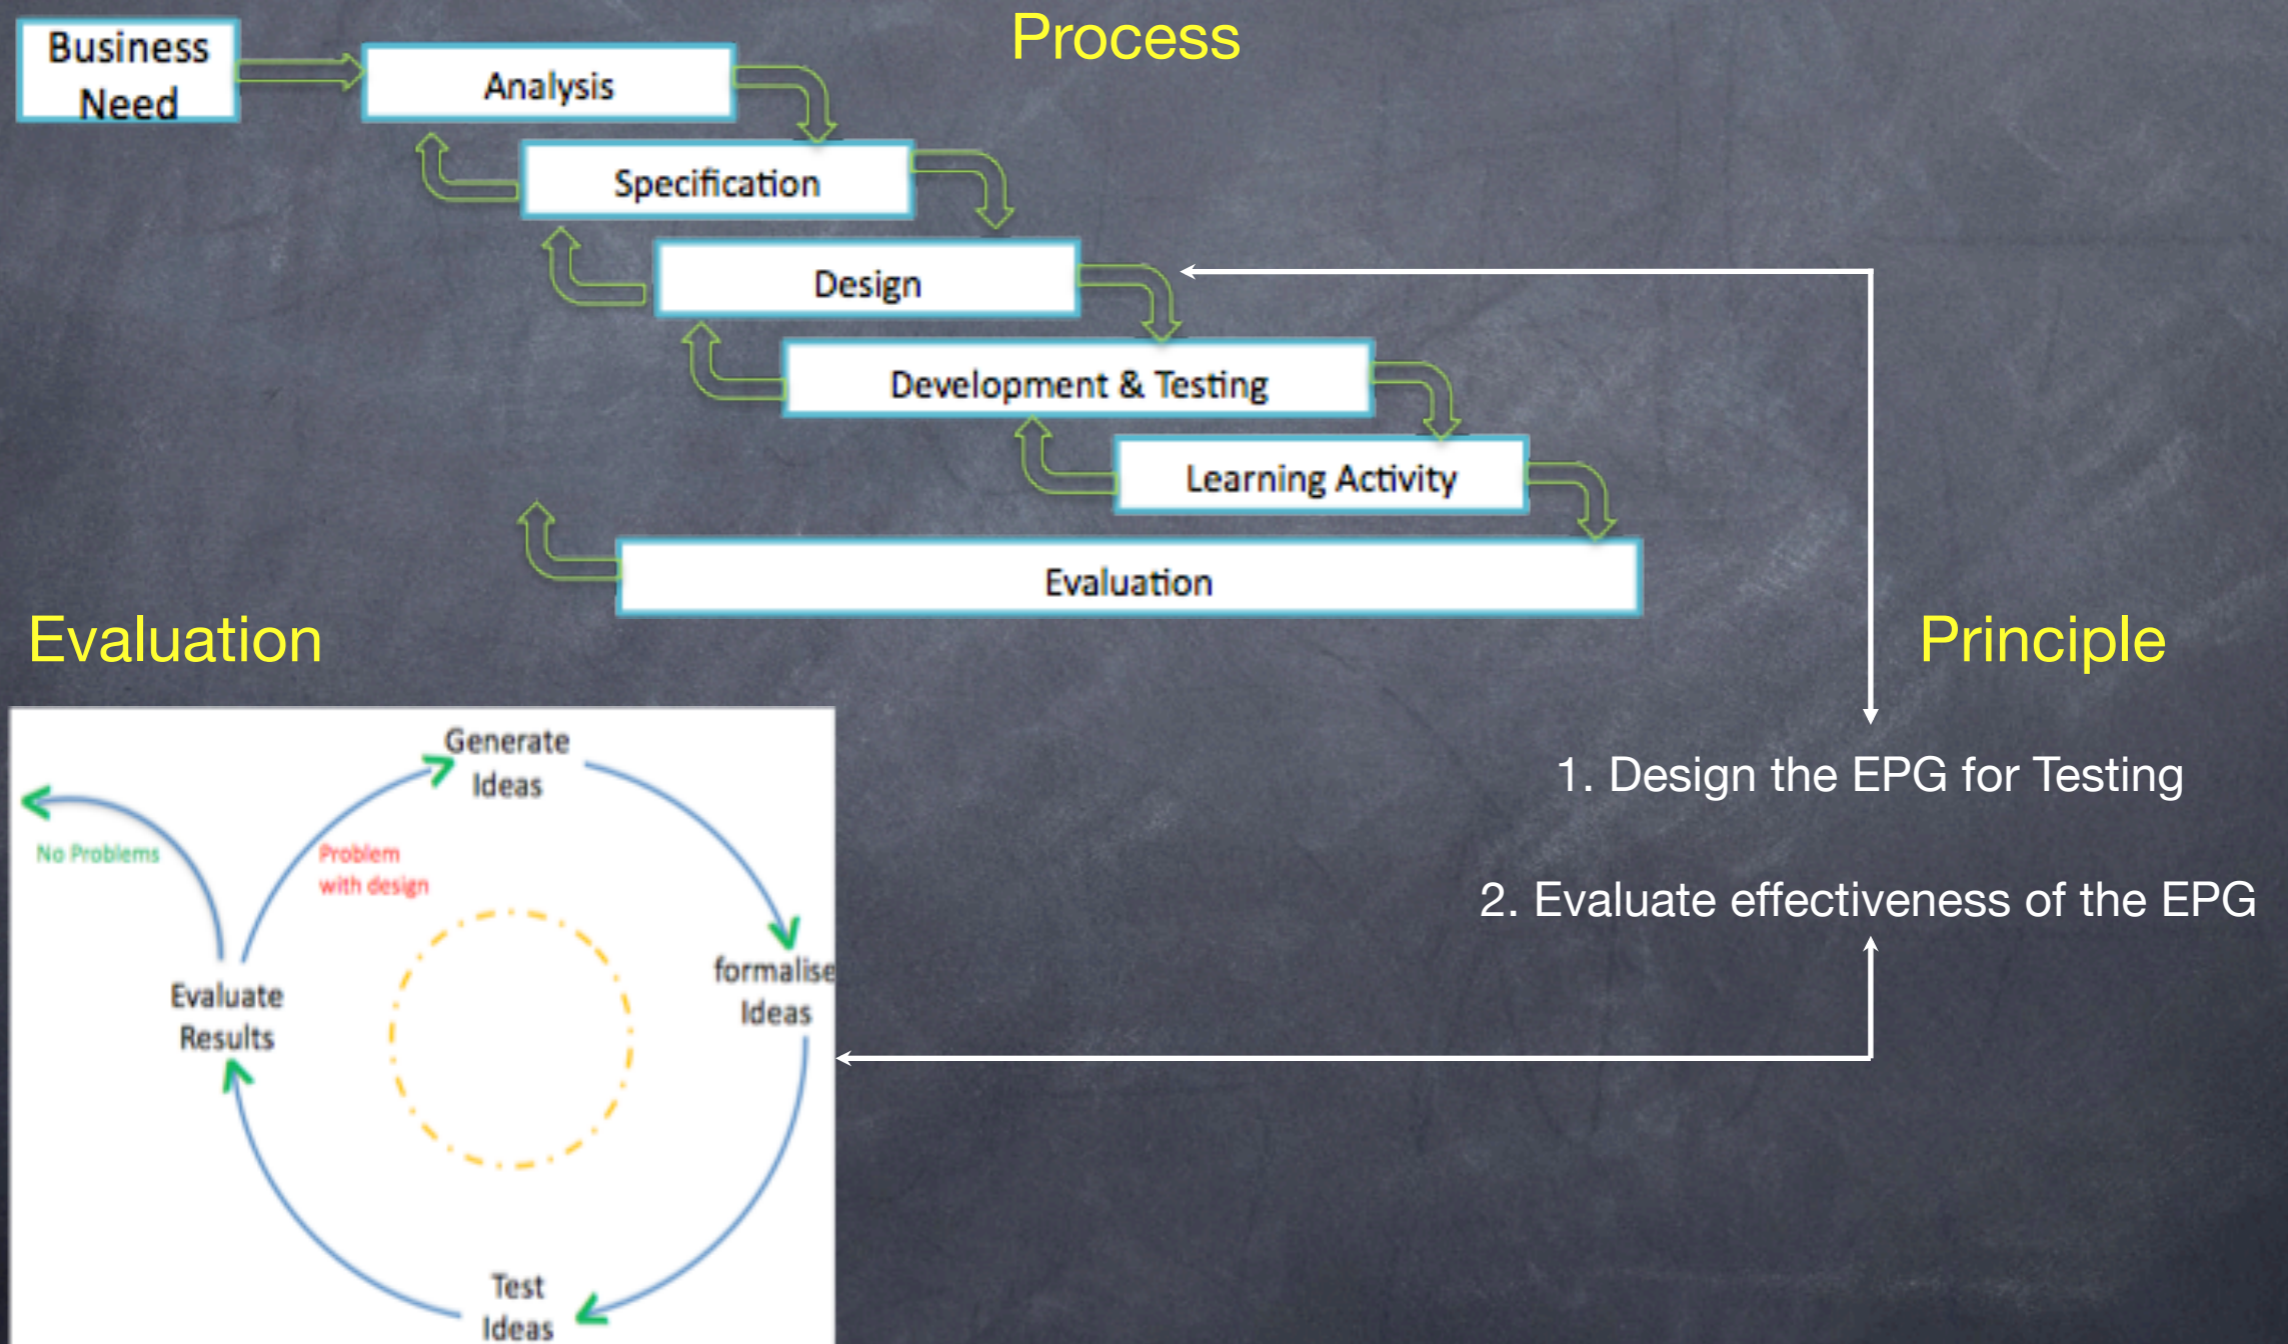 Process
Business
Need
Analysis
Specification
Design
Development & Testing
Learning Activity
Evaluation
Evaluation
Principle
Generate
Ideas
No Problems
Problem
with design
formalise
Ideas
Evaluate
Results
Test
Ideas
1. Design the EPG for Testing
2. Evaluate effectiveness of the EPG